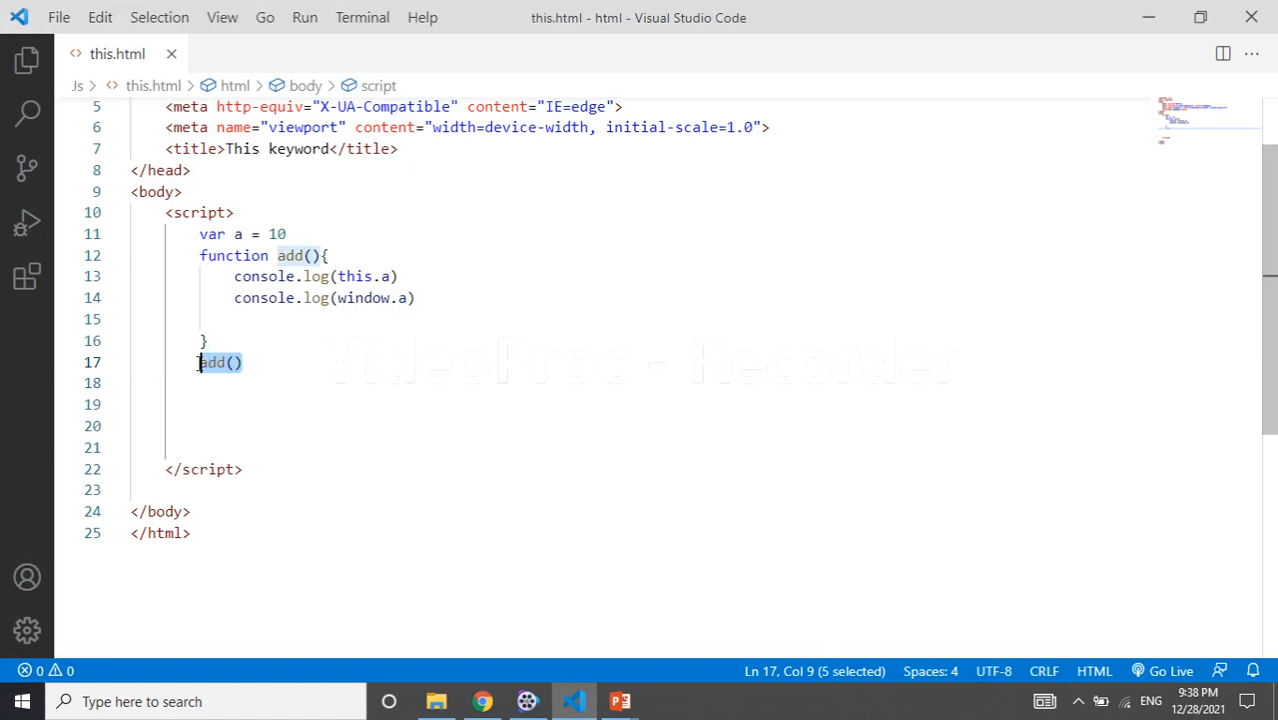 File Edit Selection View Go Run Terminal Help this.html - html - Visual Studio Code
this.html
Js > this.html > html > body > script
5 <meta http-equiv="X-UA-Compatible" content="IE=edge">
6 <meta name="viewport" content="width=device-width, initial-scale=1.0">
7 <title>This keyword</title>
8 </head>
9 <body>
10 <script>
11 var a = 10
12 function add(){
13 console.log(this.a)
14 console.log(window.a)
15
16 }
17 add()
18
19
20
21
22 </script>
23
24 </body>
25 </html>
VideoProc - Recorder
0 0 Ln 17, Col 9 (5 selected) Spaces: 4 UTF-8 CRLF HTML Go Live
Type here to search
ENG
9:38 PM
12/28/2021